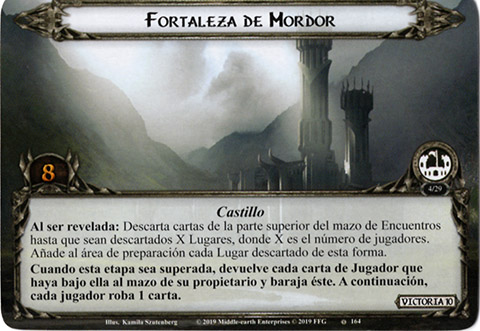 FORTALEZA DE MORDOR
8
4/29
Castillo
Al ser revelada: Descarta cartas de la parte superior del mazo de Encuentros
hasta que sean descartados X Lugares, donde X es el número de jugadores.
Añade al área de preparación cada Lugar descartado de esta forma.
Cuando esta etapa sea superada, devuelve cada carta de Jugador que
haya bajo ella al mazo de su propietario y baraja éste. A continuación,
cada jugador roba 1 carta.
VICTORIA 10
Illus. Kamila Szutenberg © 2019 Middle-earth Enterprises © 2019 FFG 164